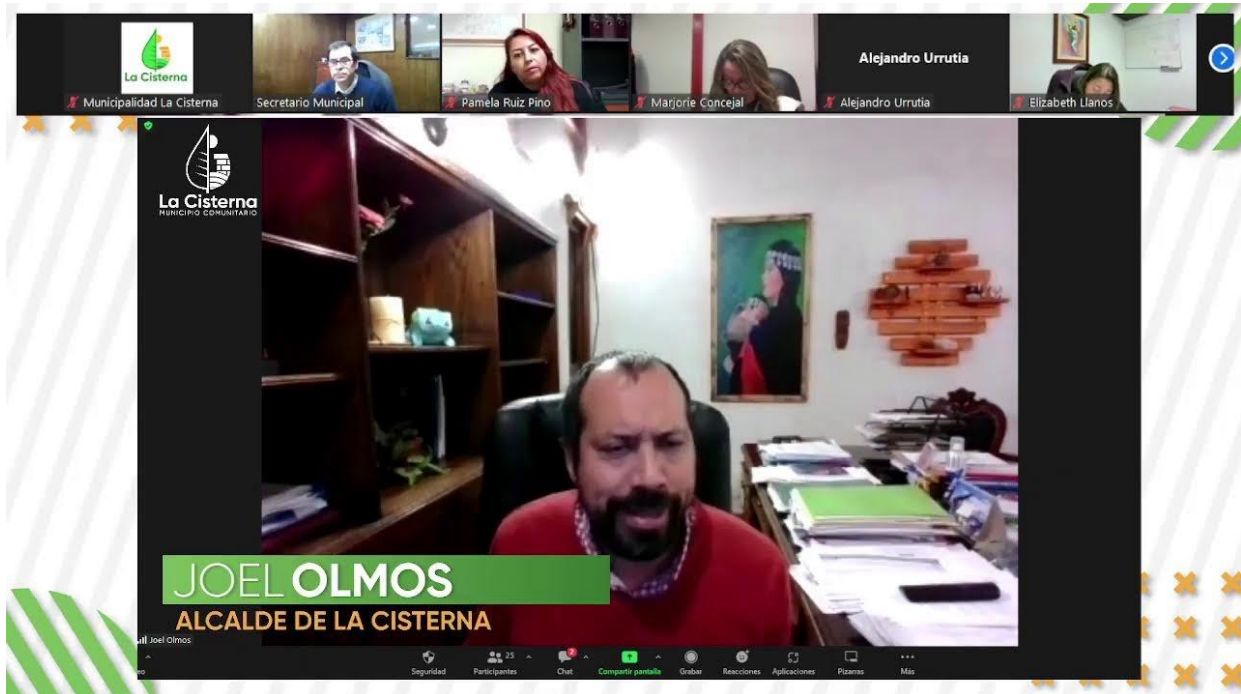 La Cisterna
Municipalidad La Cisterna
Secretario Municipal
Pamela Ruiz Pino
Marjorie Concejal
Alejandro Urrutia
Alejandro Urrutia
Elizabeth Llanos
La Cisterna
MUNICIPIO COMUNITARIO
JOEL OLMOS
ALCALDE DE LA CISTERNA
Joel Olmos
Seguridad
25
Participantes
2
Chat
Compartir pantalla
Grabar
Reacciones
Aplicaciones
Pizarras
Más